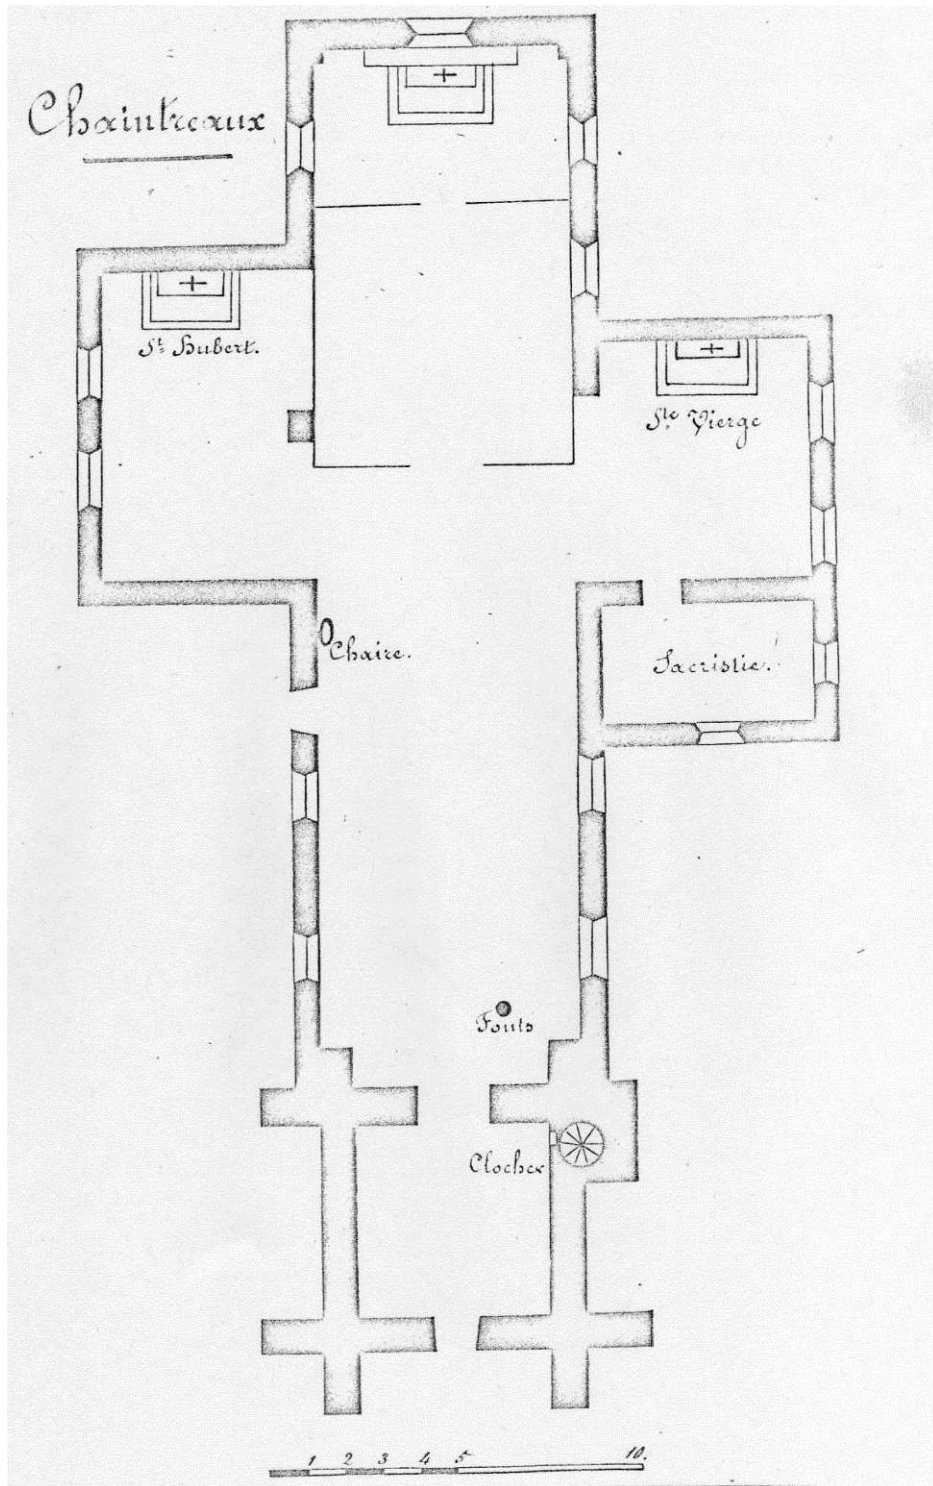 Chaintreaux
St. Hubert.
Ste Vierge
Chaire.
Sacristie.
Fonts
Clocher
1 2 3 4 5 10.